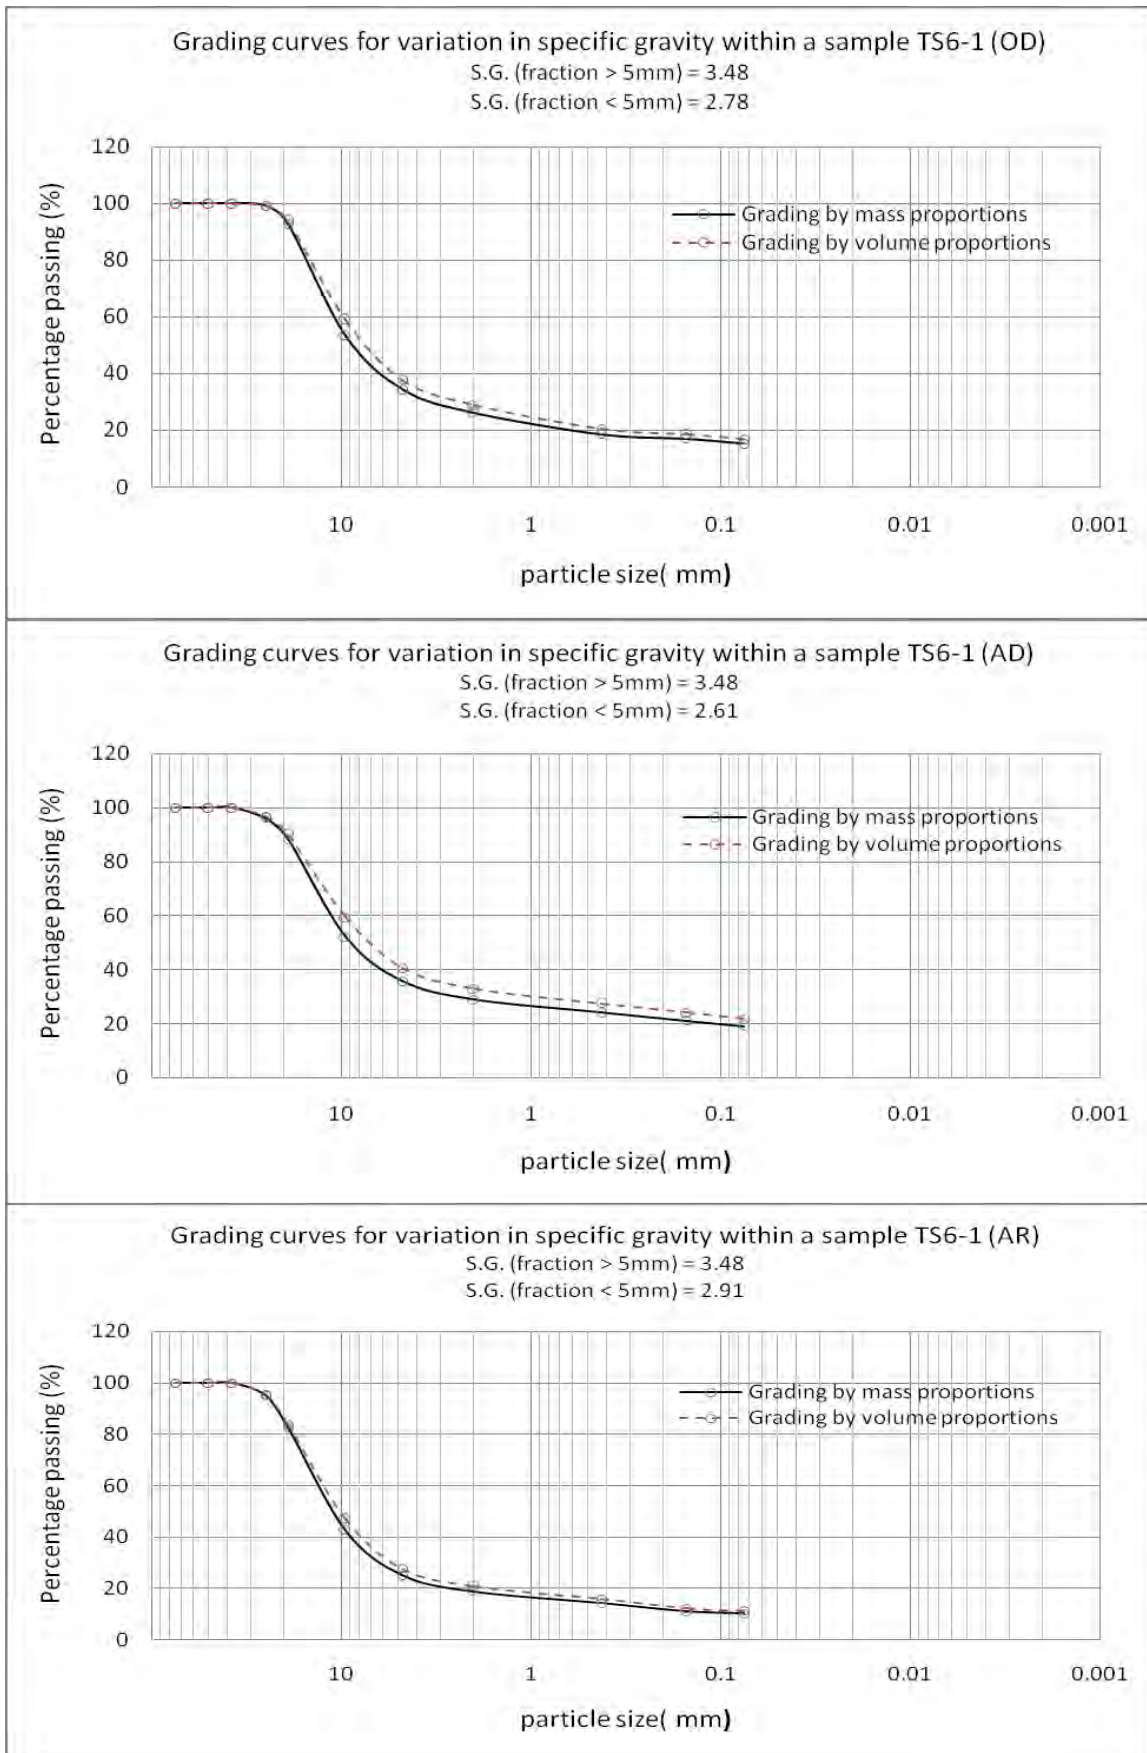 Grading curves for variation in specific gravity within a sample TS6-1 (OD)
S.G. (fraction > 5mm) = 3.48
S.G. (fraction < 5mm) = 2.78
120
100
80
60
40
20
0
Percentage passing (%)
Grading by mass proportions
Grading by volume proportions
10 1 0.1 0.01 0.001
particle size( mm)
Grading curves for variation in specific gravity within a sample TS6-1 (AD)
S.G. (fraction > 5mm) = 3.48
S.G. (fraction < 5mm) = 2.61
120
100
80
60
40
20
0
Percentage passing (%)
Grading by mass proportions
Grading by volume proportions
10 1 0.1 0.01 0.001
particle size( mm)
Grading curves for variation in specific gravity within a sample TS6-1 (AR)
S.G. (fraction > 5mm) = 3.48
S.G. (fraction < 5mm) = 2.91
120
100
80
60
40
20
0
Percentage passing (%)
Grading by mass proportions
Grading by volume proportions
10 1 0.1 0.01 0.001
particle size( mm)